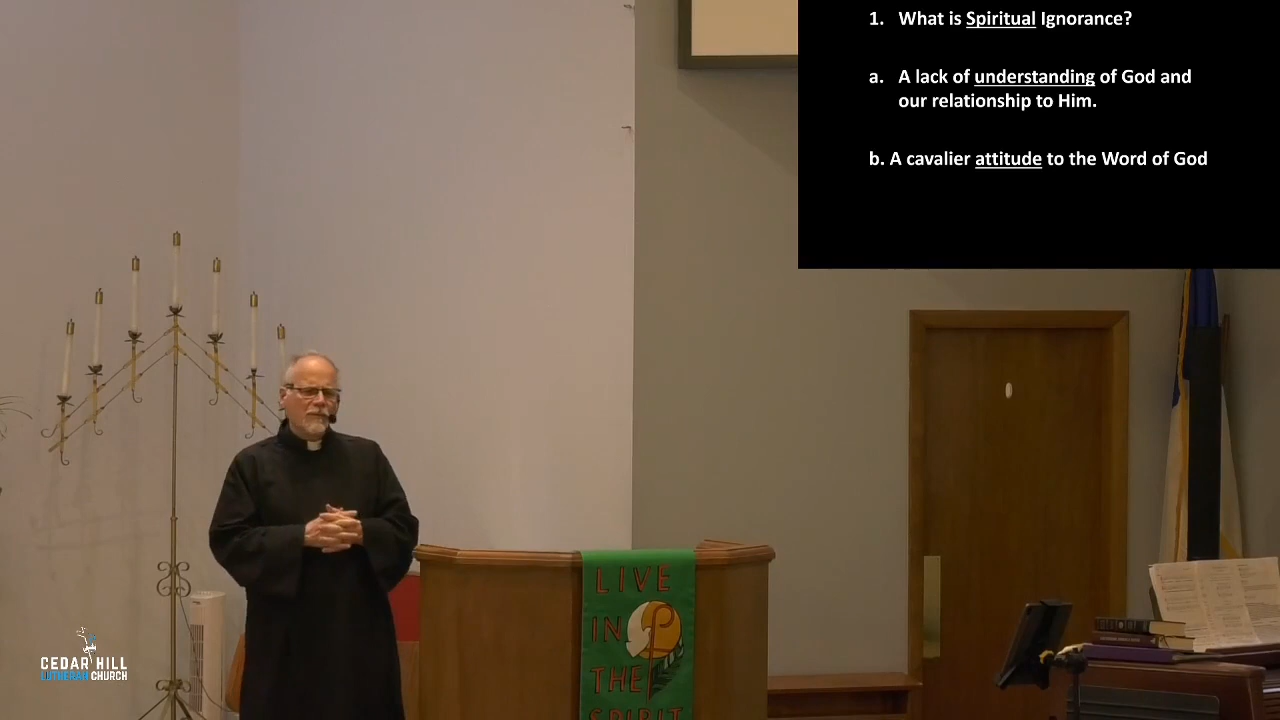 1. What is Spiritual Ignorance?
a. A lack of understanding of God and
our relationship to Him.
b. A cavalier attitude to the Word of God
LIVE
IN
THE
SPIRIT
CEDAR HILL
LUTHERAN CHURCH